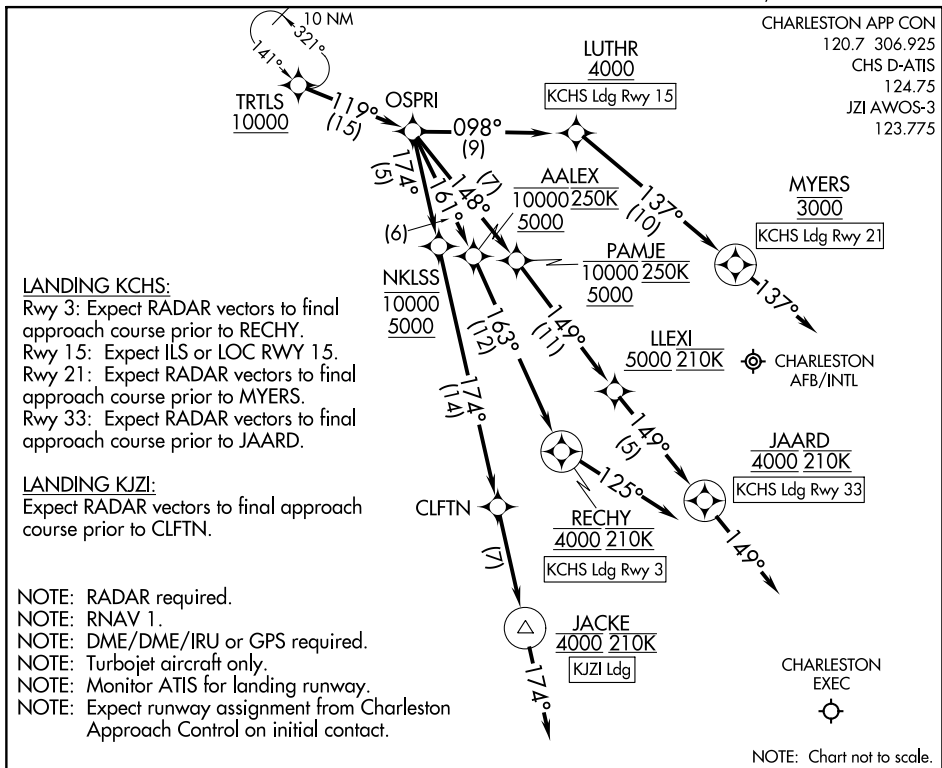 10 NM
321°
141°
TRTLS
10000
119°
(15)
OSPRI
098°
(9)
LUTHR
4000
KCHS Ldg Rwy 15
CHARLESTON APP CON
120.7 306.925
CHS D-ATIS
124.75
JZI AWOS-3
123.775
137°
(10)
MYERS
3000
KCHS Ldg Rwy 21
137°
174°
(5)
161°
(6)
148°
(7)
AALEX
10000 250K
5000
PAMJE
10000 250K
5000
NKLSS
10000
5000
163°
(12)
149°
(11)
LLEXI
5000 210K
CHARLESTON
AFB/INTL
149°
(5)
JAARD
4000 210K
KCHS Ldg Rwy 33
149°
174°
(14)
125°
RECHY
4000 210K
KCHS Ldg Rwy 3
CLFTN
(7)
JACKE
4000 210K
KJZI Ldg
174°
CHARLESTON
EXEC
LANDING KCHS:
Rwy 3: Expect RADAR vectors to final
approach course prior to RECHY.
Rwy 15: Expect ILS or LOC RWY 15.
Rwy 21: Expect RADAR vectors to final
approach course prior to MYERS.
Rwy 33: Expect RADAR vectors to final
approach course prior to JAARD.
LANDING KJZI:
Expect RADAR vectors to final approach
course prior to CLFTN.
NOTE: RADAR required.
NOTE: RNAV 1.
NOTE: DME/DME/IRU or GPS required.
NOTE: Turbojet aircraft only.
NOTE: Monitor ATIS for landing runway.
NOTE: Expect runway assignment from Charleston
Approach Control on initial contact.
NOTE: Chart not to scale.